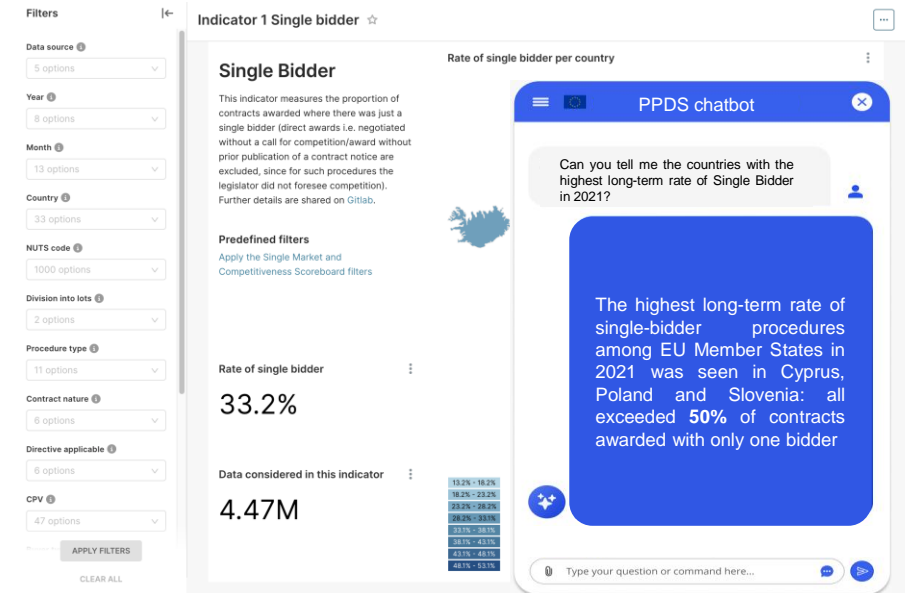 Filters
Data source
5 options
Year
8 options
Month
13 options
Country
33 options
NUTS code
1000 options
Division into lots
2 options
Procedure type
11 options
Contract nature
6 options
Directive applicable
6 options
CPV
47 options
APPLY FILTERS
CLEAR ALL
Indicator 1 Single bidder
Single Bidder
This indicator measures the proportion of
contracts awarded where there was just a
single bidder (direct awards i.e. negotiated
without a call for competition/award without
prior publication of a contract notice are
excluded, since for such procedures the
legislator did not foresee competition).
Further details are shared on Gitlab.
Predefined filters
Apply the Single Market and
Competitiveness Scoreboard filters
Rate of single bidder
33.2%
Data considered in this indicator
4.47M
Rate of single bidder per country
13.2% - 18.2%
18.2% - 23.2%
23.2% - 28.2%
28.2% - 33.1%
33.1% - 38.1%
38.1% - 43.1%
43.1% - 48.1%
48.1% - 53.1%
PPDS chatbot
Can you tell me the countries with the
highest long-term rate of Single Bidder
in 2021?
The highest long-term rate of
single-bidder procedures
among EU Member States in
2021 was seen in Cyprus,
Poland and Slovenia: all
exceeded 50% of contracts
awarded with only one bidder
Type your question or command here...